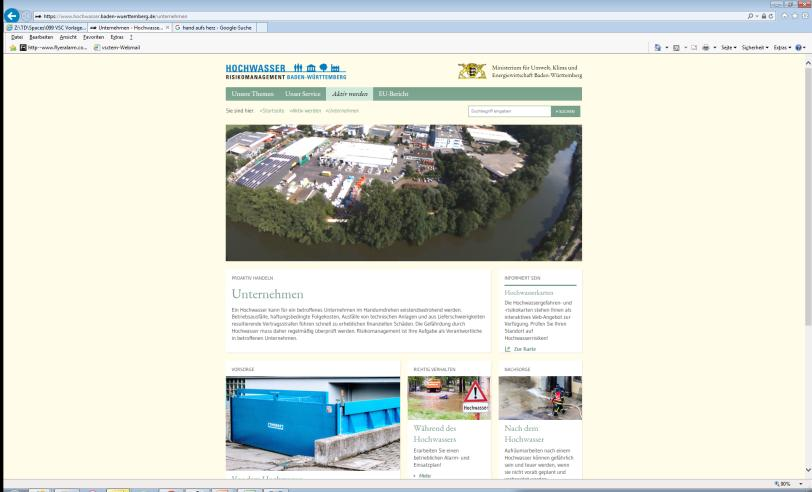 https://www.hochwasser.baden-wuerttemberg.de/unternehmen
Z:\TD\Spaces\099 VSC Vorlage...
Unternehmen - Hochwasse...
hand aufs herz - Google-Suche
Datei Bearbeiten Ansicht Favoriten Extras ?
http--www.flyeralarm.co...
vsctem-Webmail
Seite
Sicherheit
Extras
HOCHWASSER
RISIKOMANAGEMENT BADEN-WÜRTTEMBERG
Ministerium für Umwelt, Klima und
Energiewirtschaft Baden-Württemberg
Unsere Themen Unser Service Aktiv werden EU-Bericht
Sie sind hier: »Startseite »Aktiv werden »Unternehmen
Suchbegriff eingeben
SUCHEN
PROAKTIV HANDELN
Unternehmen
Ein Hochwasser kann für ein betroffenes Unternehmen im Handumdrehen existenzbedrohend werden.
Betriebsausfälle, haftungsbedingte Folgekosten, Ausfälle von technischen Anlagen und aus Lieferschwierigkeiten
resultierende Vertragsstrafen führen schnell zu erheblichen finanziellen Schäden. Die Gefährdung durch
Hochwasser muss daher regelmäßig überprüft werden. Risikomanagement ist Ihre Aufgabe als Verantwortliche
in betroffenen Unternehmen.
INFORMIERT SEIN
Hochwasserkarten
Die Hochwassergefahren- und
-risikokarten stehen Ihnen als
interaktives Web-Angebot zur
Verfügung. Prüfen Sie Ihren
Standort auf
Hochwasserrisiken!
Zur Karte
VORSORGE
RICHTIG VERHALTEN
Hochwasser
Während des
Hochwassers
Erarbeiten Sie einen
betrieblichen Alarm- und
Einsatzplan!
Mehr
NACHSORGE
Nach dem
Hochwasser
Aufräumarbeiten nach einem
Hochwasser können gefährlich
sein und teuer werden, wenn
sie nicht vorab geplant und
90%